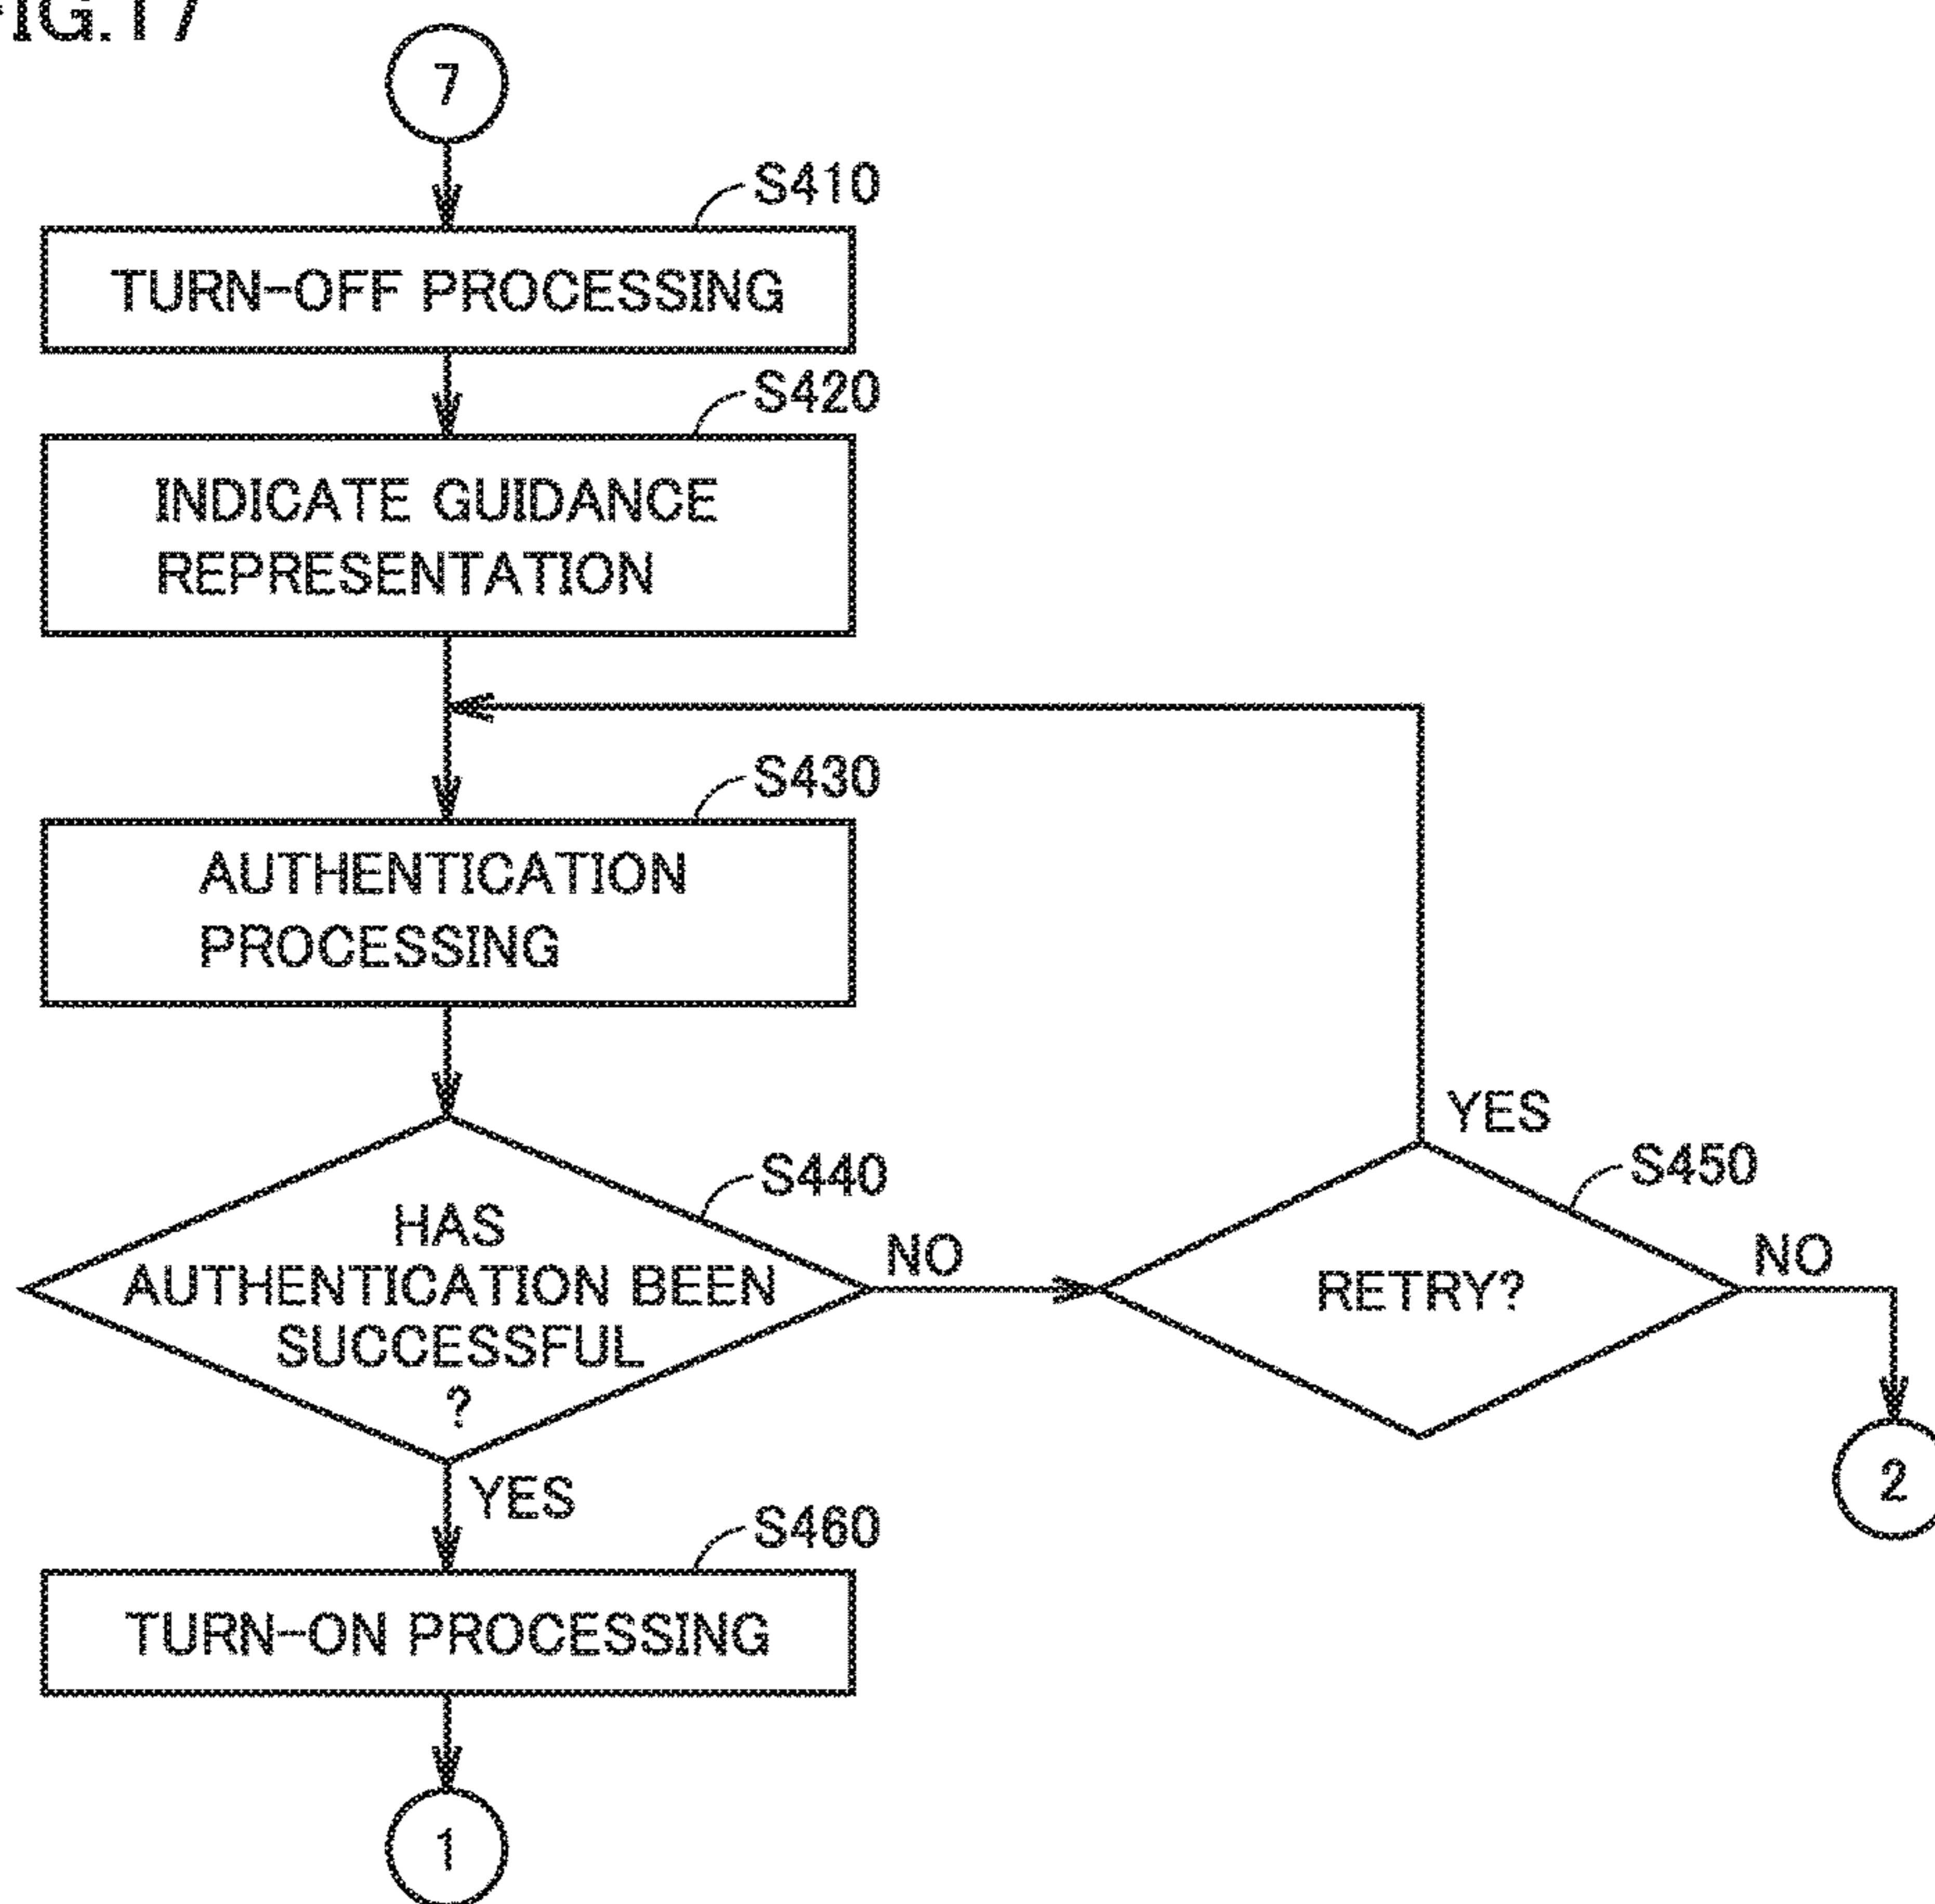 FIG.17
7
S410
TURN-OFF PROCESSING
S420
INDICATE GUIDANCE
REPRESENTATION
S430
AUTHENTICATION
PROCESSING
S440
HAS
AUTHENTICATION BEEN
SUCCESSFUL
?
NO
YES
S450
RETRY?
NO
2
YES
S460
TURN-ON PROCESSING
1